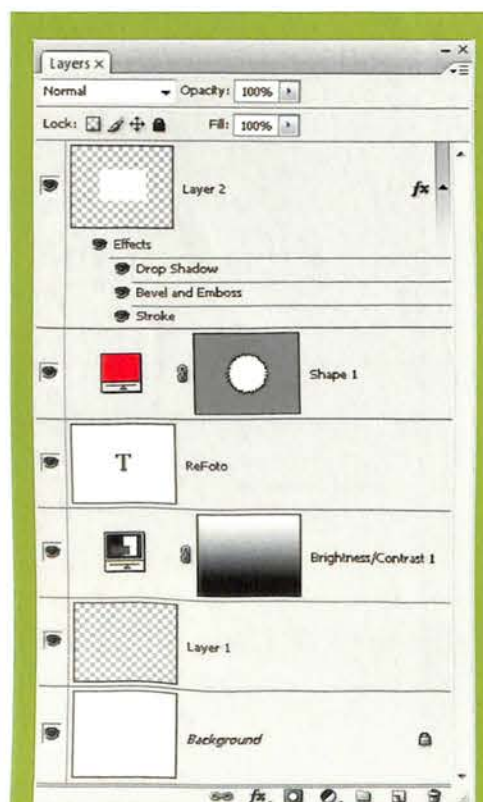 Layers ×
Normal Opacity: 100%
Lock: Fill: 100%
Layer 2 fx
Effects
Drop Shadow
Bevel and Emboss
Stroke
Shape 1
T ReFoto
Brightness/Contrast 1
Layer 1
Background
fx